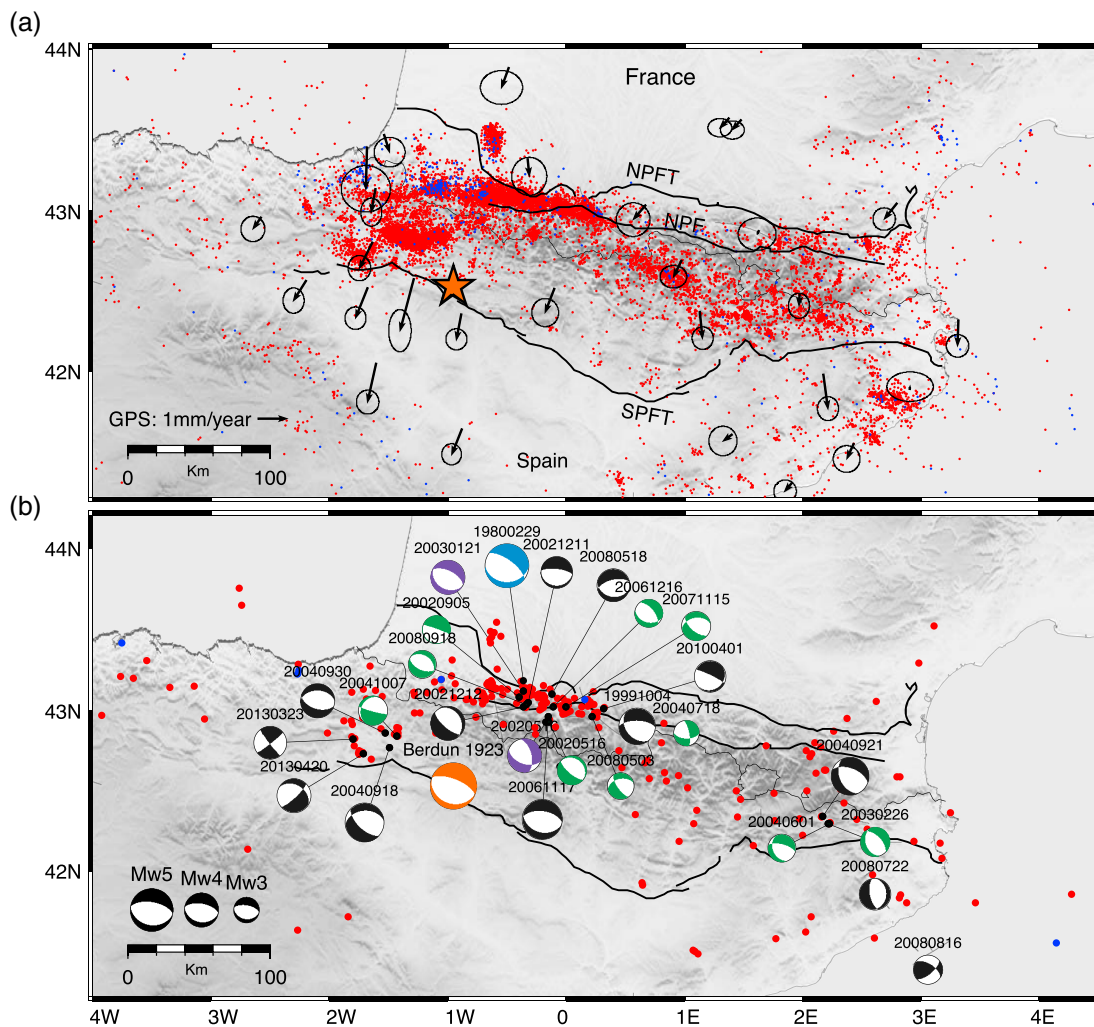 (a)
44N
France
NPFT
43N
NPF
42N
SPFT
GPS: 1mm/year
0
100
Km
Spain
(b)
19800229
20030121
20021211
20080518
44N
20061216
20020905
20071115
20080918
20100401
20040930
20041007
20021212
19991004
43N
20040718
20130323
Berdun 1923
20020516
20040921
20130420
20080503
20040918
20061117
20040601
20030226
42N
20080722
Mw5
Mw4
Mw3
20080816
0
100
Km
4W
3W
2W
1W
0
1E
2E
3E
4E